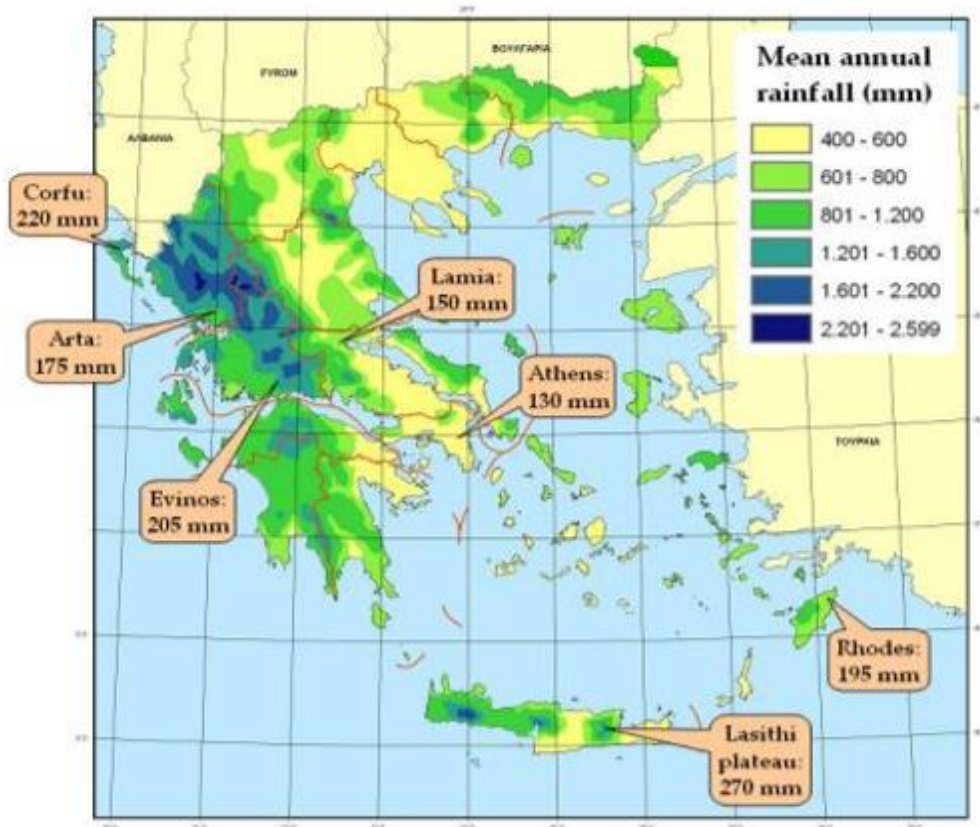 ΒΟΥΛΓΑΡΙΑ
FYROM
ΑΛΒΑΝΙΑ
Mean annual
rainfall (mm)
400 - 600
601 - 800
801 - 1.200
1.201 - 1.600
1.601 - 2.200
2.201 - 2.599
Corfu:
220 mm
Lamia:
150 mm
Arta:
175 mm
Athens:
130 mm
ΤΟΥΡΚΙΑ
Evinos:
205 mm
Rhodes:
195 mm
Lasithi
plateau:
270 mm